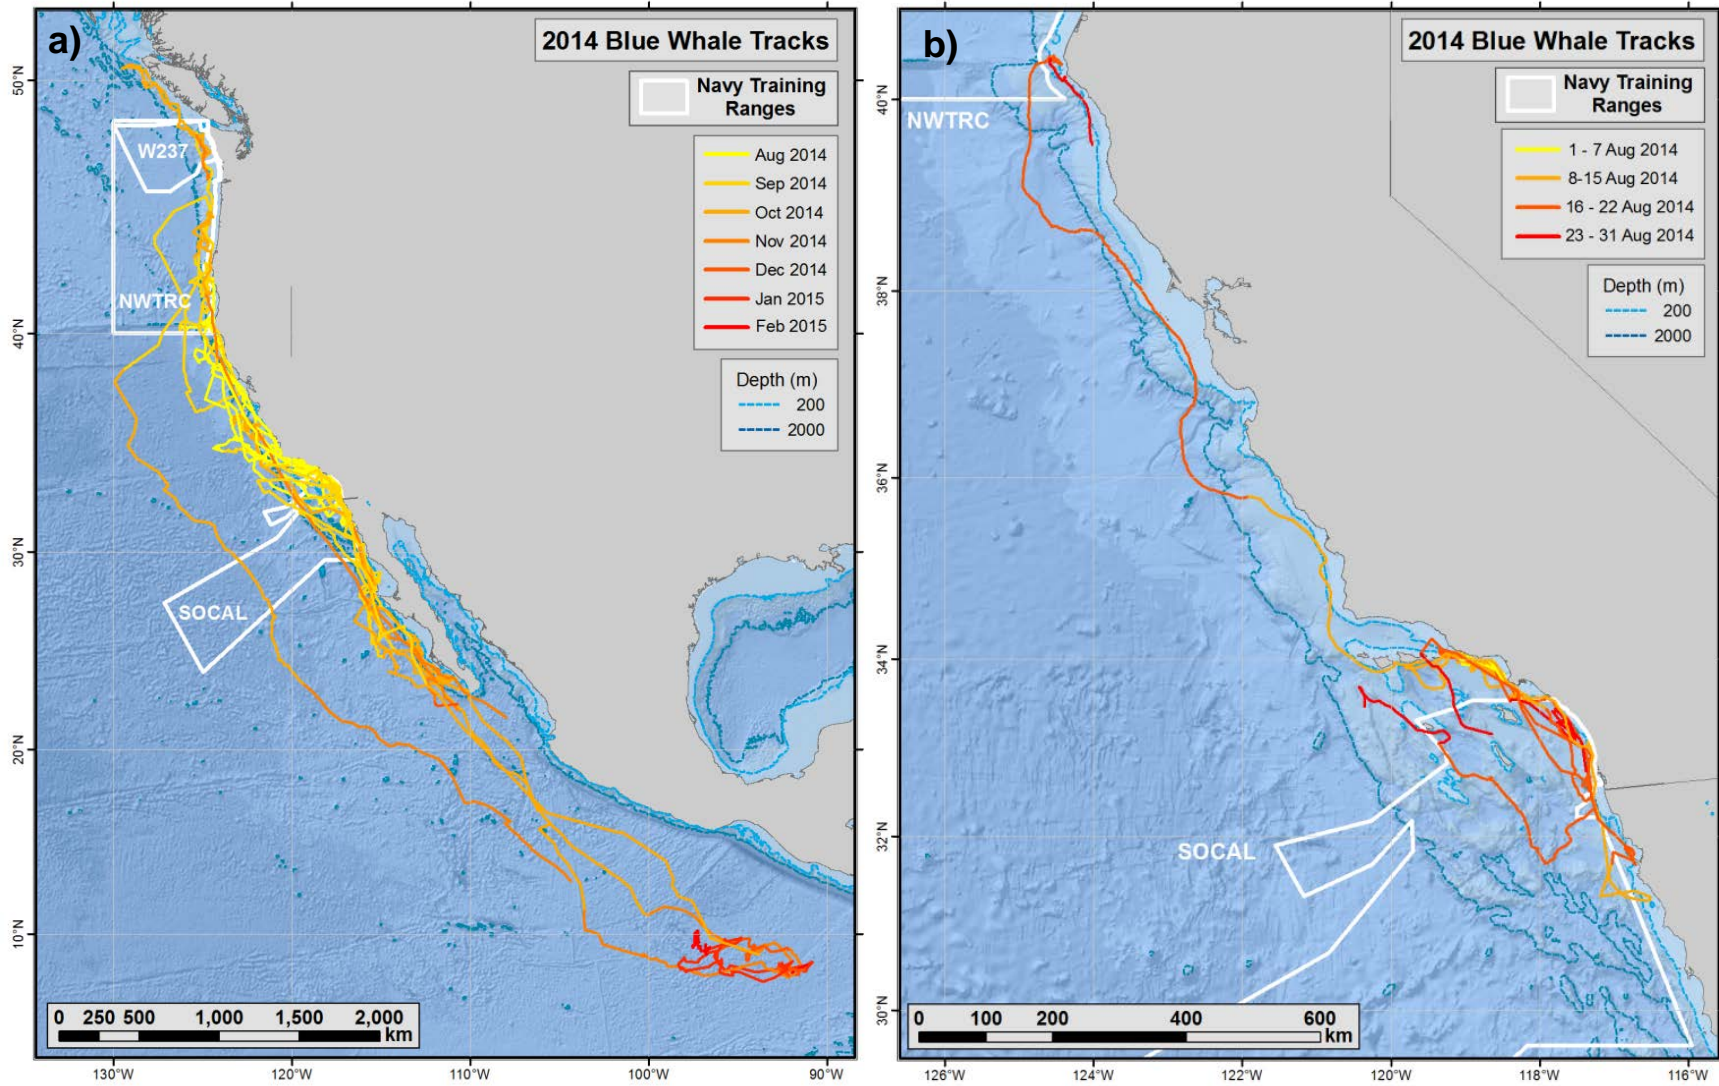 a)
2014 Blue Whale Tracks
Navy Training
Ranges
Aug 2014
Sep 2014
Oct 2014
Nov 2014
Dec 2014
Jan 2015
Feb 2015
Depth (m)
200
2000
W237
NWTRC
SOCAL
50°N
40°N
30°N
20°N
10°N
0 250 500 1,000 1,500 2,000
km
130°W 120°W 110°W 100°W 90°W
b)
2014 Blue Whale Tracks
Navy Training
Ranges
1 - 7 Aug 2014
8-15 Aug 2014
16 - 22 Aug 2014
23 - 31 Aug 2014
Depth (m)
200
2000
NWTRC
SOCAL
40°N
38°N
36°N
34°N
32°N
30°N
0 100 200 400 600
km
126°W 124°W 122°W 120°W 118°W 116°W